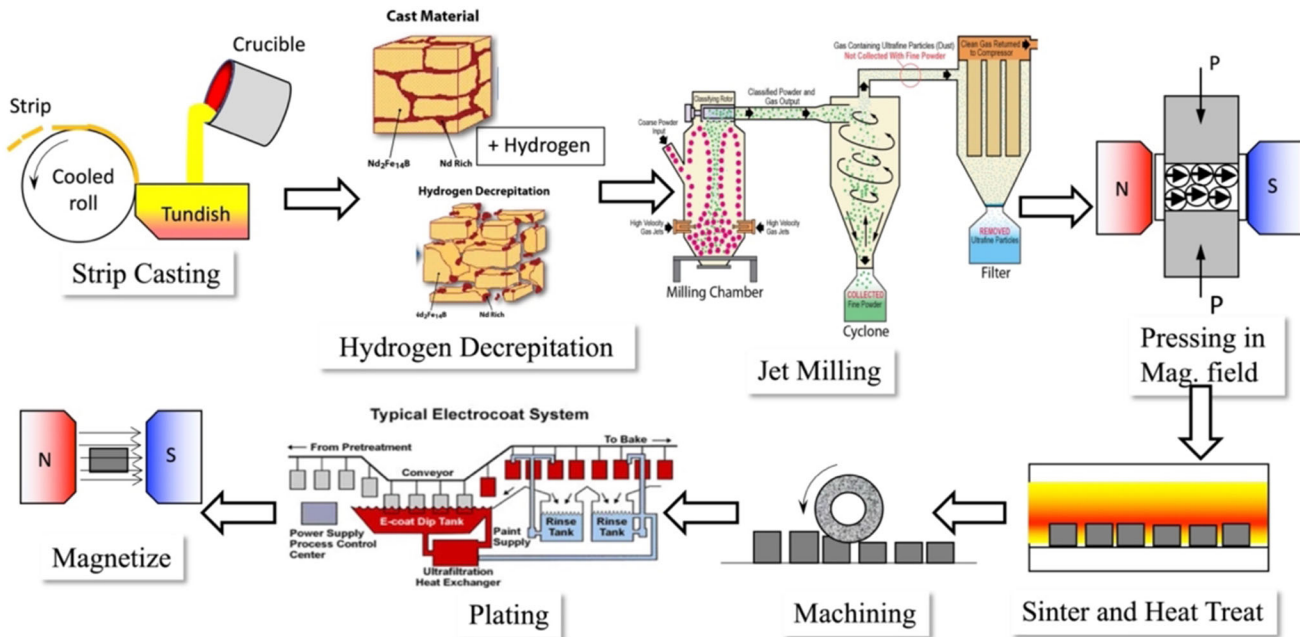 Crucible
Strip
Cooled
roll
Tundish
Strip Casting
Cast Material
+ Hydrogen
Nd₂Fe₁₄B
Nd Rich
Hydrogen Decrepitation
Nd₂Fe₁₄B
Nd Rich
Hydrogen Decrepitation
Coarse Powder
Input
Classifying Rotor
Classified Powder and
Gas Output
High Velocity
Gas Jets
High Velocity
Gas Jets
Milling Chamber
Gas Containing Ultrafine Particles (Dust)
Not Collected With Fine Powder
COLLECTED
Fine Powder
Cyclone
Clean Gas Returned
to Compressor
REMOVED
Ultrafine Particles
Filter
Jet Milling
P
N
S
P
Pressing in
Mag. field
N
S
Magnetize
Typical Electrocoat System
From Pretreatment
To Bake
Conveyor
E-coat Dip Tank
Power Supply
Process Control
Center
Paint
Supply
Rinse
Tank
Rinse
Tank
Ultrafiltration
Heat Exchanger
Plating
Machining
Sinter and Heat Treat